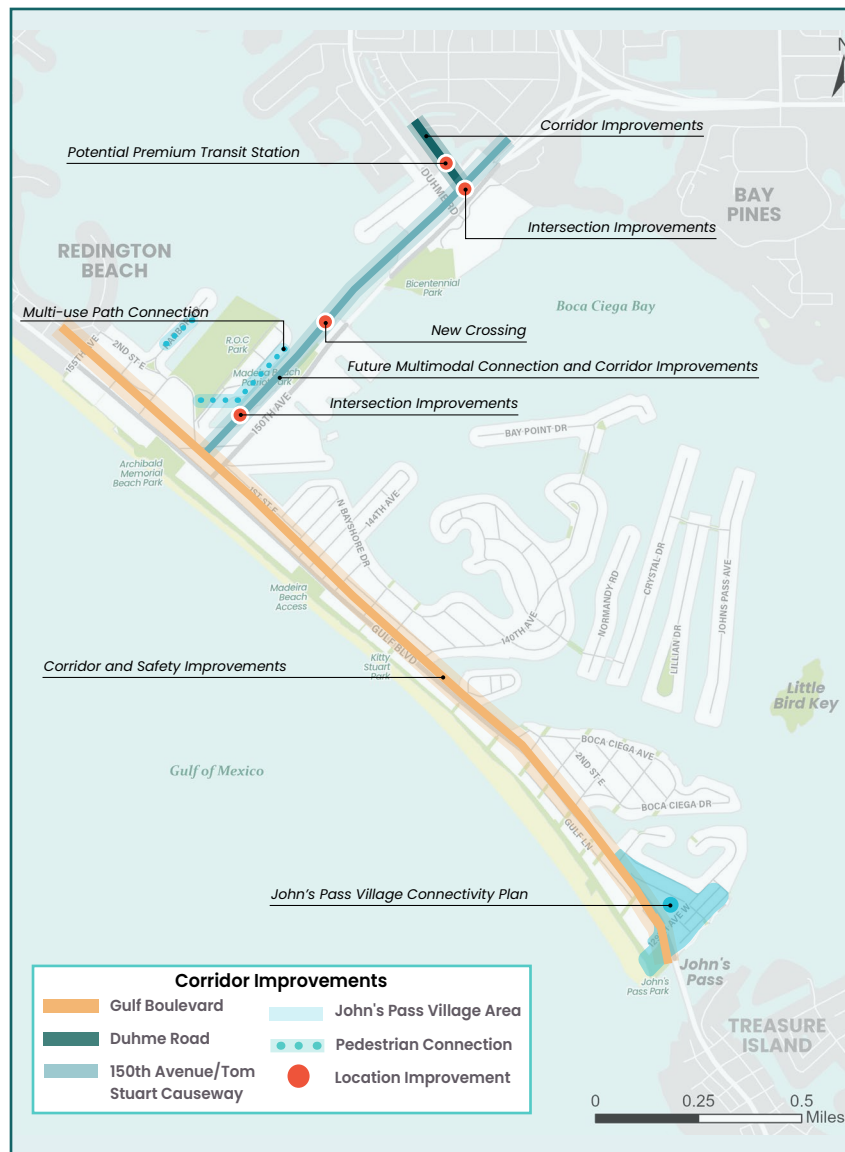 N
Corridor Improvements
Potential Premium Transit Station
DUHME RD
BAY
PINES
Intersection Improvements
REDINGTON
BEACH
Bicentennial
Park
Boca Ciega Bay
Multi-use Path Connection
155TH AVE
2ND ST E
R.O.C
Park
New Crossing
Madeira Beach
Future Multimodal Connection and Corridor Improvements
150TH AVE
Intersection Improvements
BAY POINT DR
Archibald
Memorial
Beach Park
1ST ST E
N BAYSHORE DR
144TH AVE
Madeira
Beach
Access
NORMANDY RD
CRYSTAL DR
LILLIAN DR
JOHNS PASS AVE
140TH AVE
GULF BLVD
Kitty
Stuart
Park
Corridor and Safety Improvements
Little
Bird Key
Gulf of Mexico
BOCA CIEGA AVE
2ND ST E
BOCA CIEGA DR
GULF LN
John's Pass Village Connectivity Plan
AVE W
John's
Pass
John's
Pass Park
TREASURE
ISLAND
Corridor Improvements
Gulf Boulevard
Duhme Road
150th Avenue/Tom
Stuart Causeway
John's Pass Village Area
Pedestrian Connection
Location Improvement
0 0.25 0.5
Miles